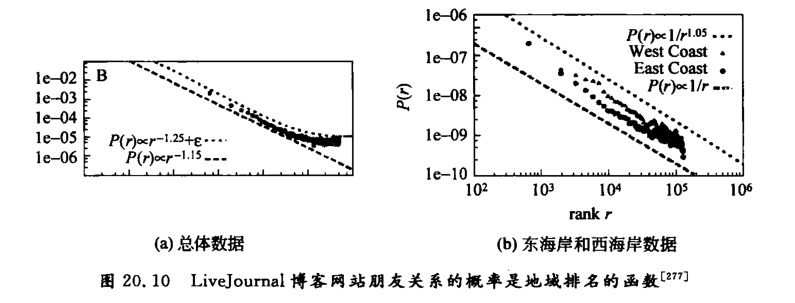 B
1e−02
1e−03
1e−04
1e−05
1e−06
P(r)∝r^−1.25+ε
P(r)∝r^−1.15
(a) 总体数据
P(r)
1e−06
1e−07
1e−08
1e−09
1e−10
P(r)∝1/r^1.05
West Coast
East Coast
P(r)∝1/r
10^2 10^3 10^4 10^5 10^6
rank r
(b) 东海岸和西海岸数据
图 20.10 LiveJournal 博客网站朋友关系的概率是地域排名的函数[277]